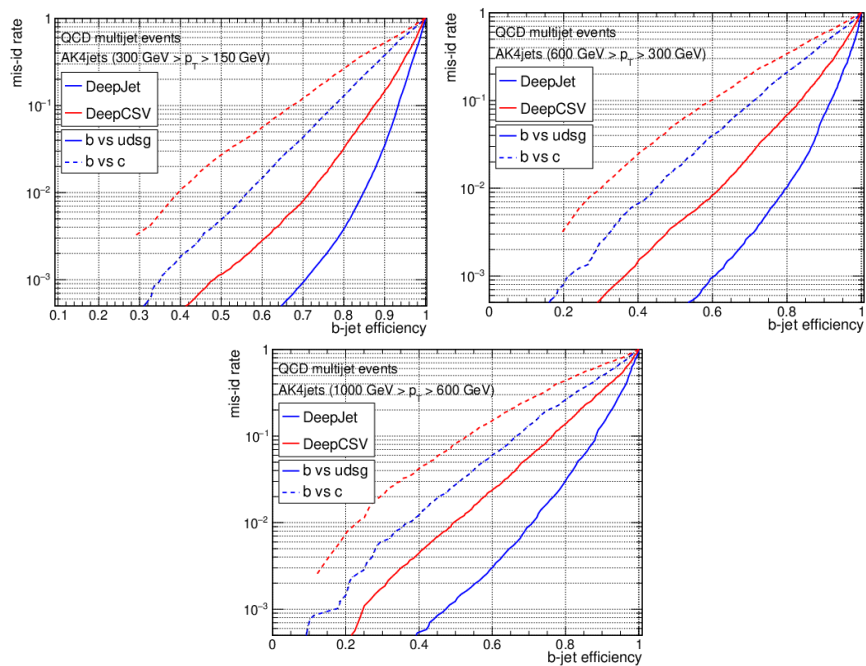 mis-id rate
QCD multijet events
AK4jets (300 GeV > p_T > 150 GeV)
DeepJet
DeepCSV
b vs udsg
b vs c
1
10⁻¹
10⁻²
10⁻³
0.1 0.2 0.3 0.4 0.5 0.6 0.7 0.8 0.9 1
b-jet efficiency
mis-id rate
QCD multijet events
AK4jets (600 GeV > p_T > 300 GeV)
DeepJet
DeepCSV
b vs udsg
b vs c
1
10⁻¹
10⁻²
10⁻³
0 0.2 0.4 0.6 0.8 1
b-jet efficiency
mis-id rate
QCD multijet events
AK4jets (1000 GeV > p_T > 600 GeV)
DeepJet
DeepCSV
b vs udsg
b vs c
1
10⁻¹
10⁻²
10⁻³
0 0.2 0.4 0.6 0.8 1
b-jet efficiency